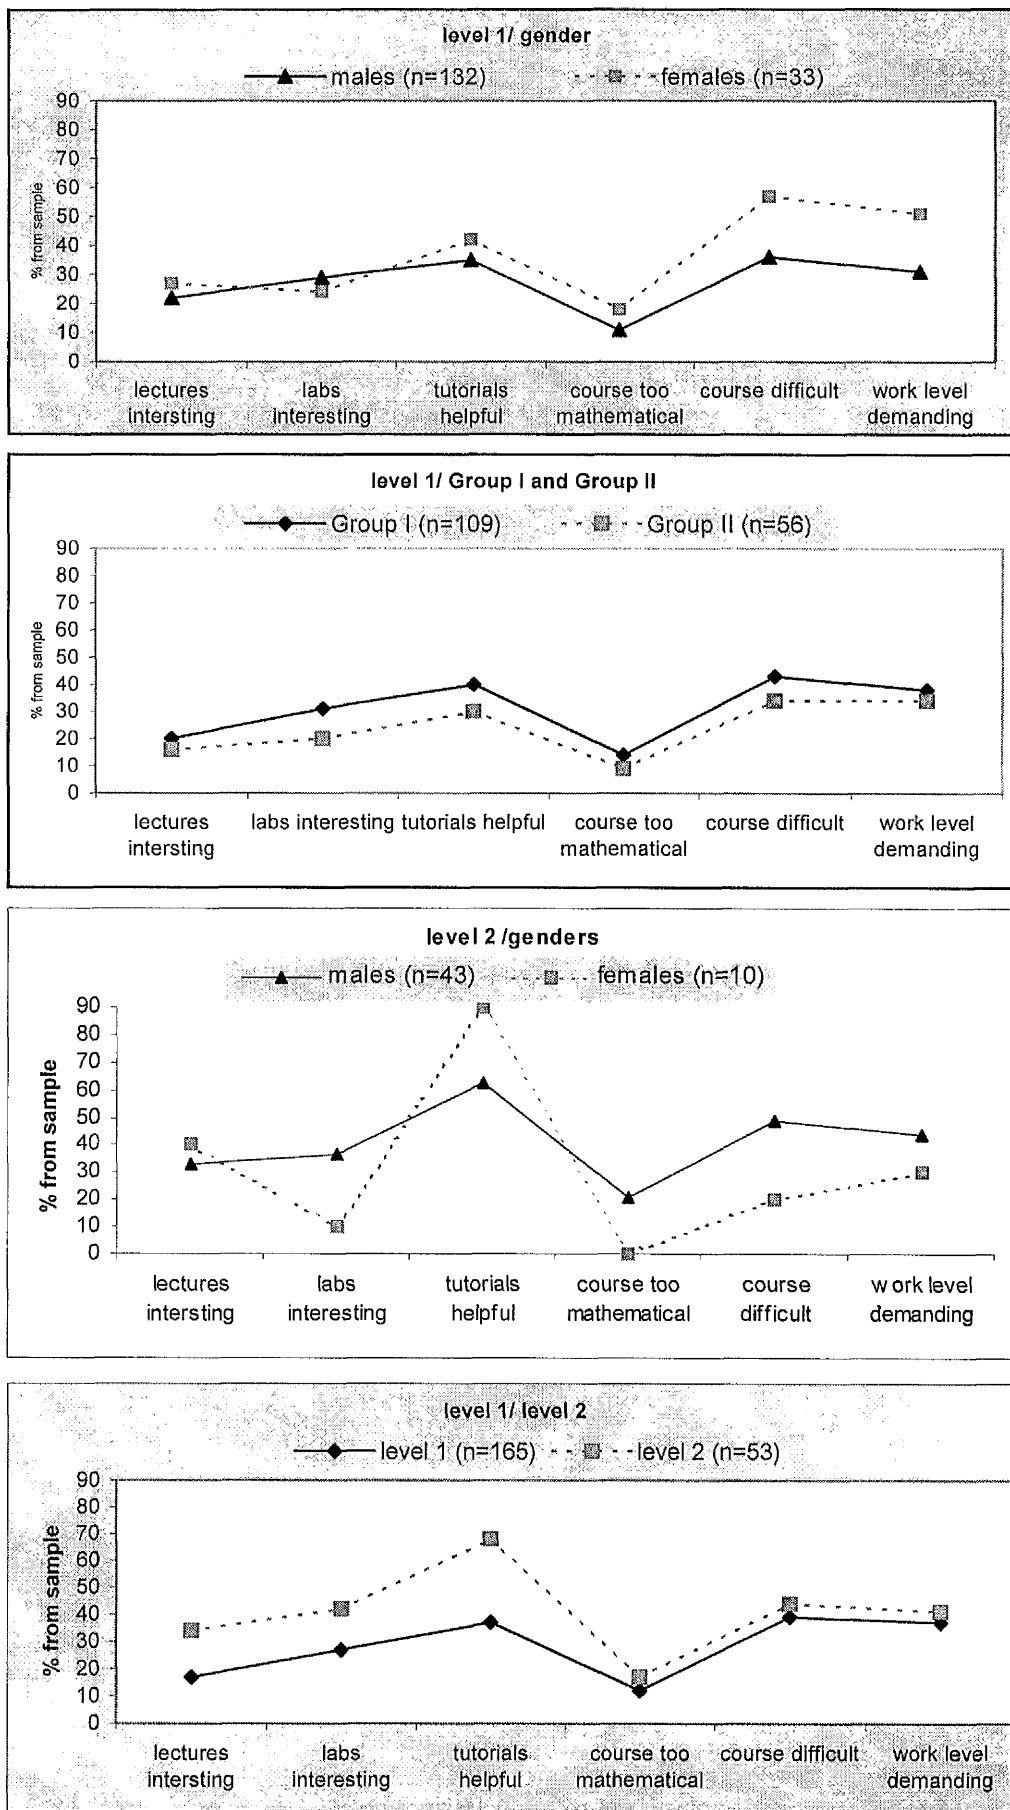 level 1/ gender
males (n=132) females (n=33)
% from sample
90
80
70
60
50
40
30
20
10
0
lectures intersting
labs interesting
tutorials helpful
course too mathematical
course difficult
work level demanding
level 1/ Group I and Group II
Group I (n=109) Group II (n=56)
% from sample
90
80
70
60
50
40
30
20
10
0
lectures intersting
labs interesting
tutorials helpful
course too mathematical
course difficult
work level demanding
level 2 /genders
males (n=43) females (n=10)
% from sample
90
80
70
60
50
40
30
20
10
0
lectures intersting
labs interesting
tutorials helpful
course too mathematical
course difficult
work level demanding
level 1/ level 2
level 1 (n=165) level 2 (n=53)
% from sample
90
80
70
60
50
40
30
20
10
0
lectures intersting
labs interesting
tutorials helpful
course too mathematical
course difficult
work level demanding